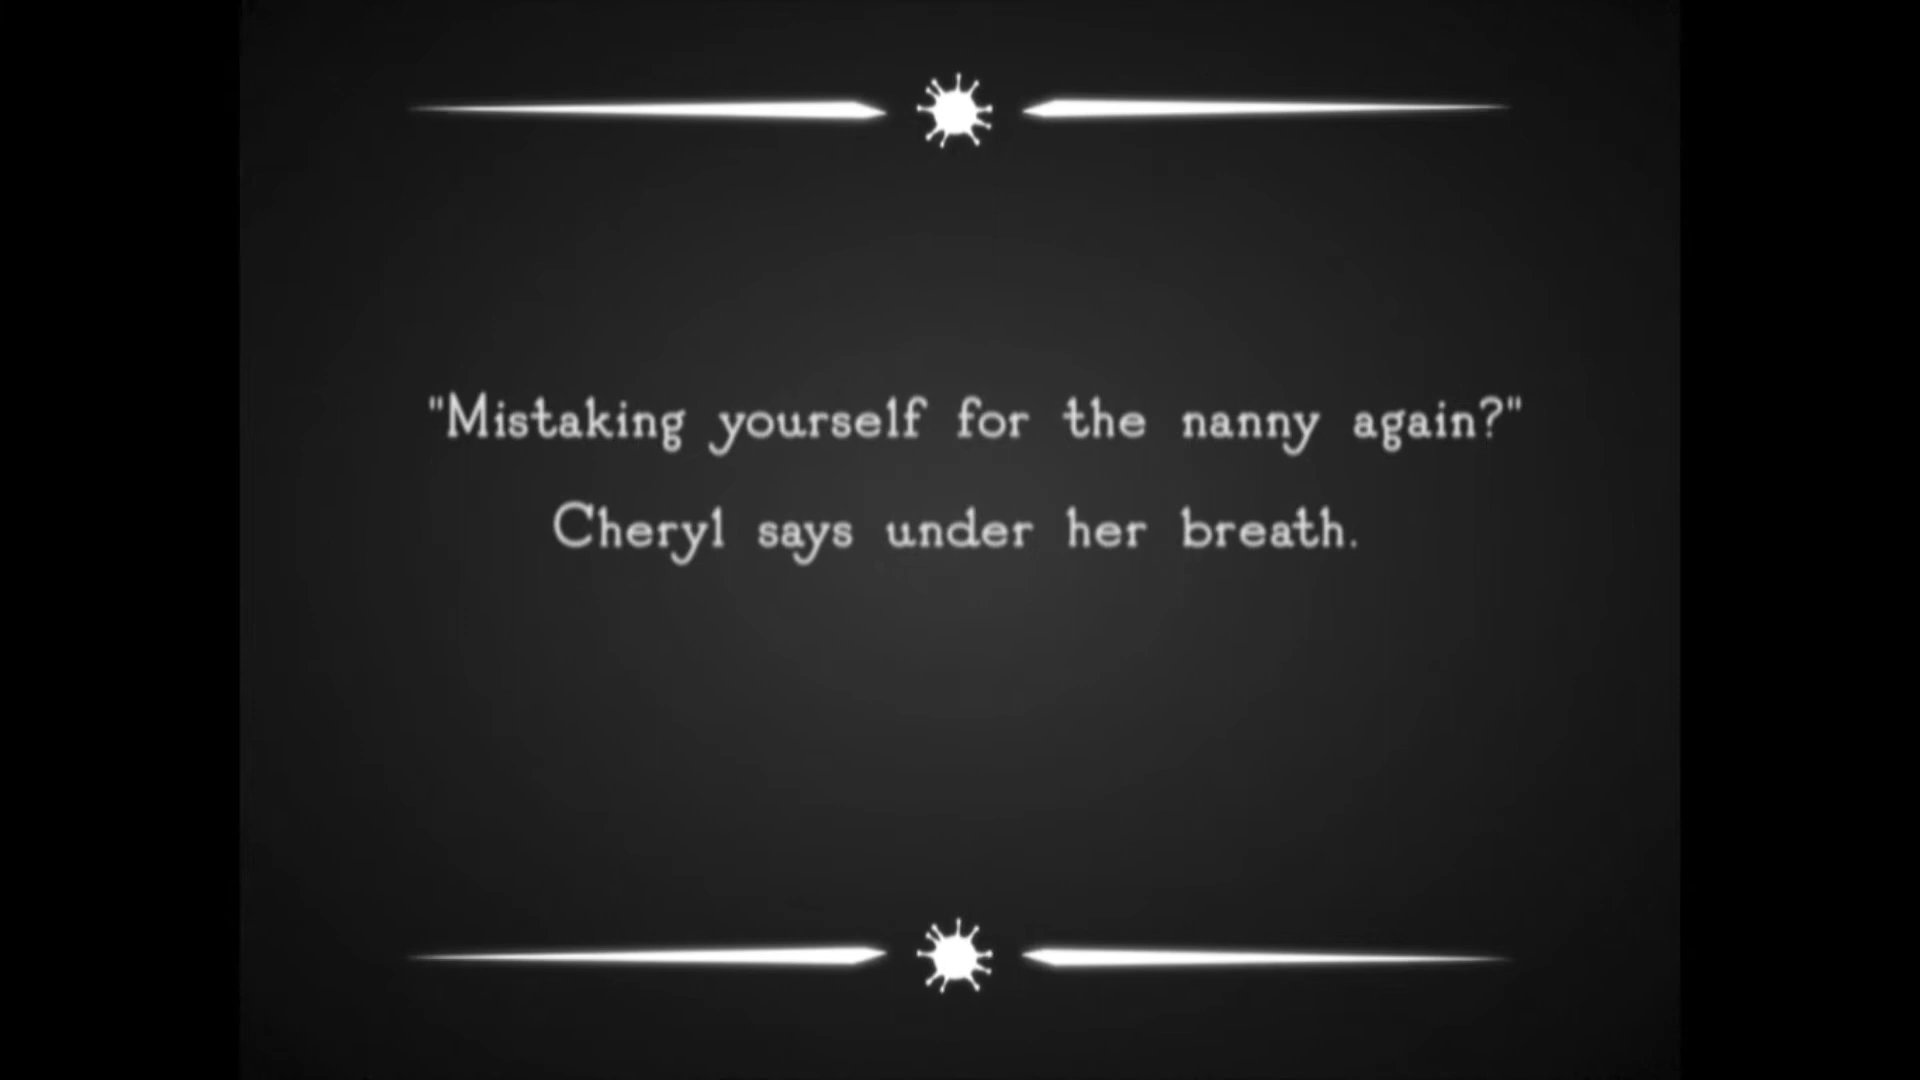 "Mistaking yourself for the nanny again?"
Cheryl says under her breath.